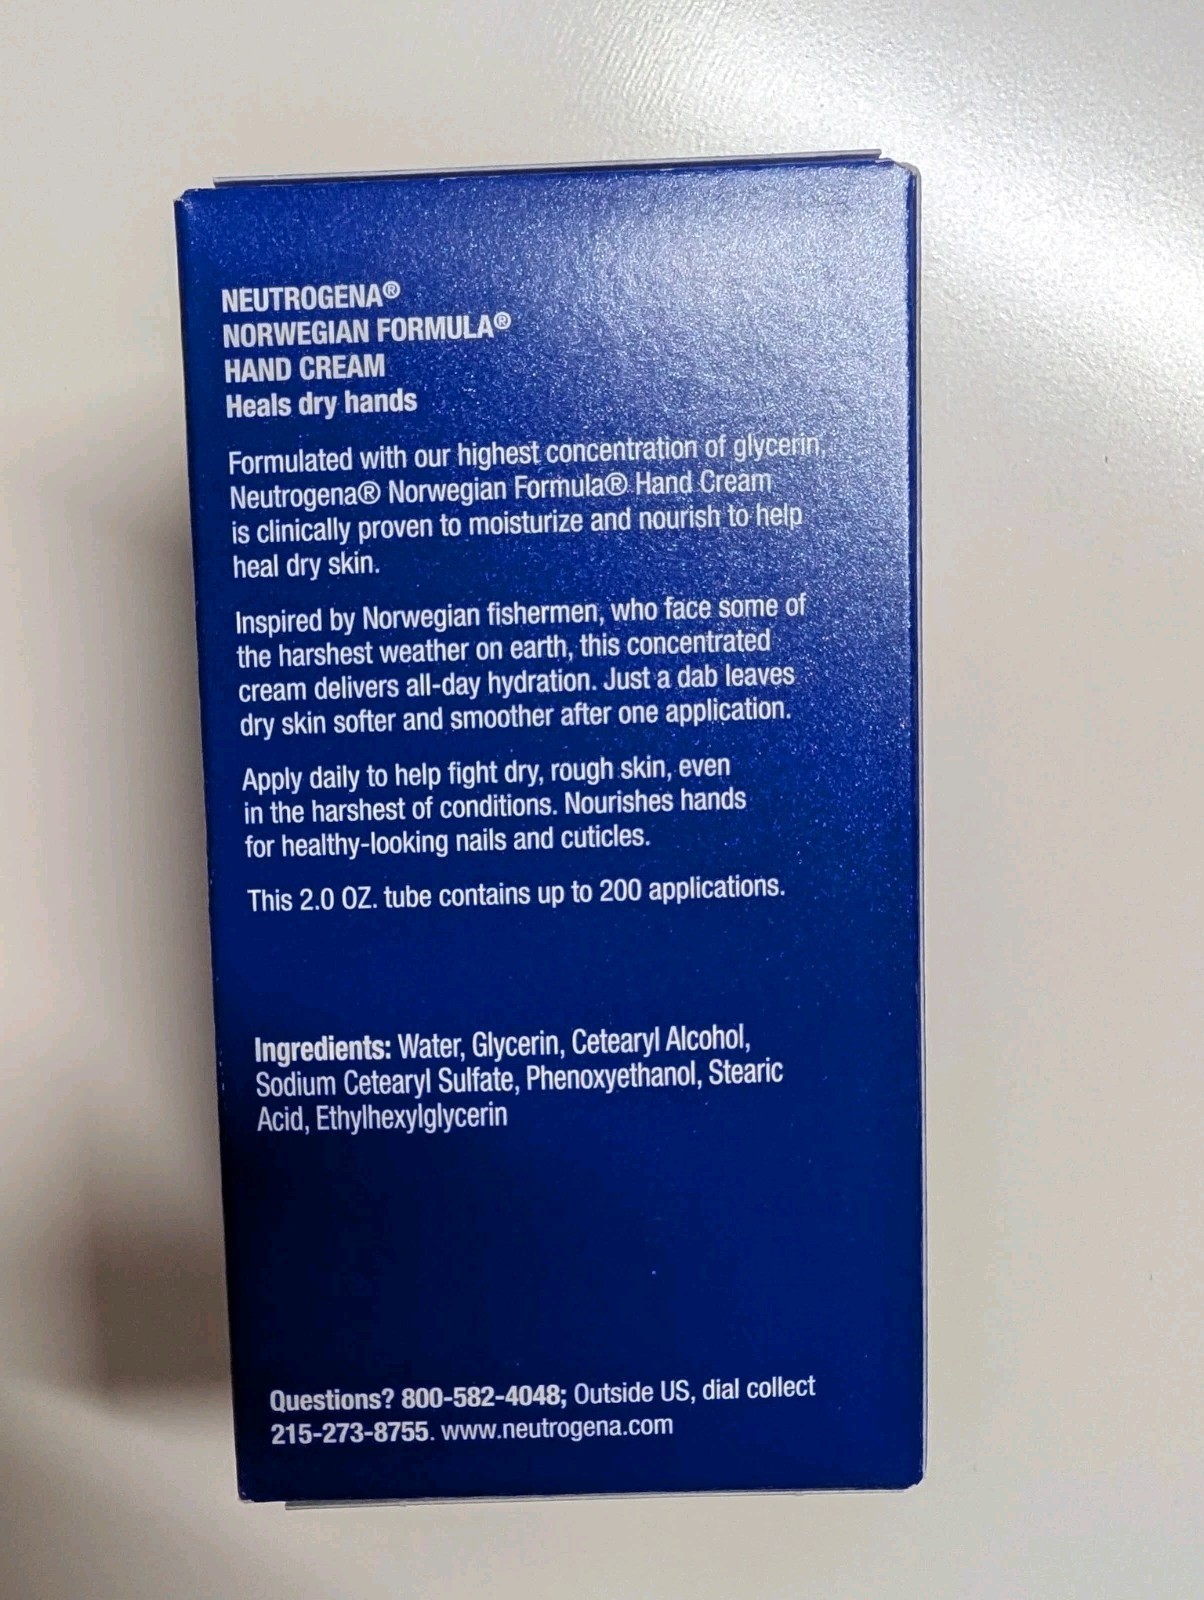 NEUTROGENA®
NORWEGIAN FORMULA®
HAND CREAM
Heals dry hands
Formulated with our highest concentration of glycerin,
Neutrogena® Norwegian Formula® Hand Cream
is clinically proven to moisturize and nourish to help
heal dry skin.
Inspired by Norwegian fishermen, who face some of
the harshest weather on earth, this concentrated
cream delivers all-day hydration. Just a dab leaves
dry skin softer and smoother after one application.
Apply daily to help fight dry, rough skin, even
in the harshest of conditions. Nourishes hands
for healthy-looking nails and cuticles.
This 2.0 OZ. tube contains up to 200 applications.
Ingredients: Water, Glycerin, Cetearyl Alcohol,
Sodium Cetearyl Sulfate, Phenoxyethanol, Stearic
Acid, Ethylhexylglycerin
Questions? 800-582-4048; Outside US, dial collect
215-273-8755. www.neutrogena.com